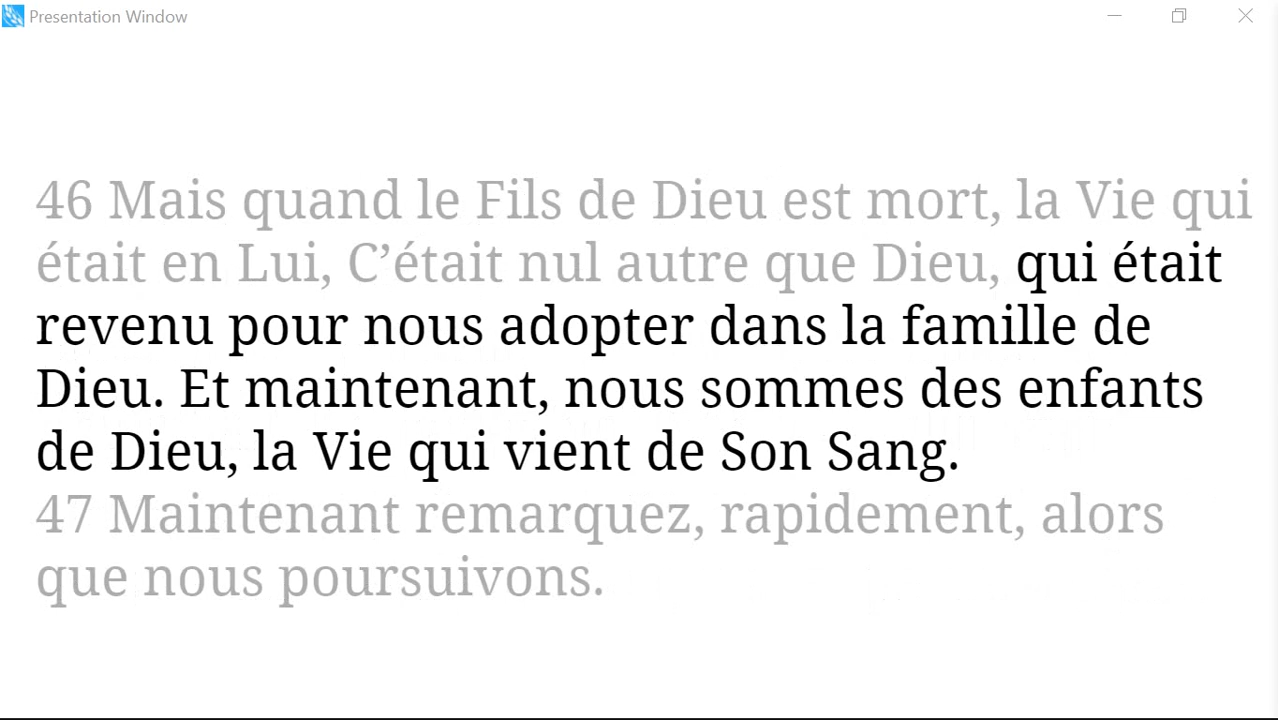 Presentation Window
46 Mais quand le Fils de Dieu est mort, la Vie qui
était en Lui, C’était nul autre que Dieu, qui était
revenu pour nous adopter dans la famille de
Dieu. Et maintenant, nous sommes des enfants
de Dieu, la Vie qui vient de Son Sang.
47 Maintenant remarquez, rapidement, alors
que nous poursuivons.